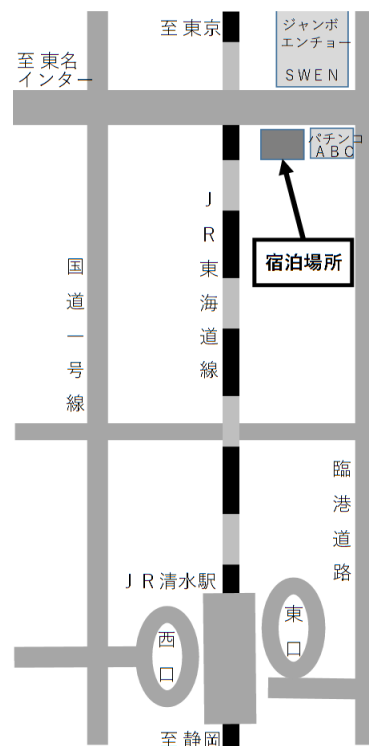 至東京
ジャンボ
エンチョー
SWEN
至 東名
インター
パチンコ
ABC
宿泊場所
JR東海道線
国道一号線
臨港道路
JR清水駅
東口
西口
至 静岡